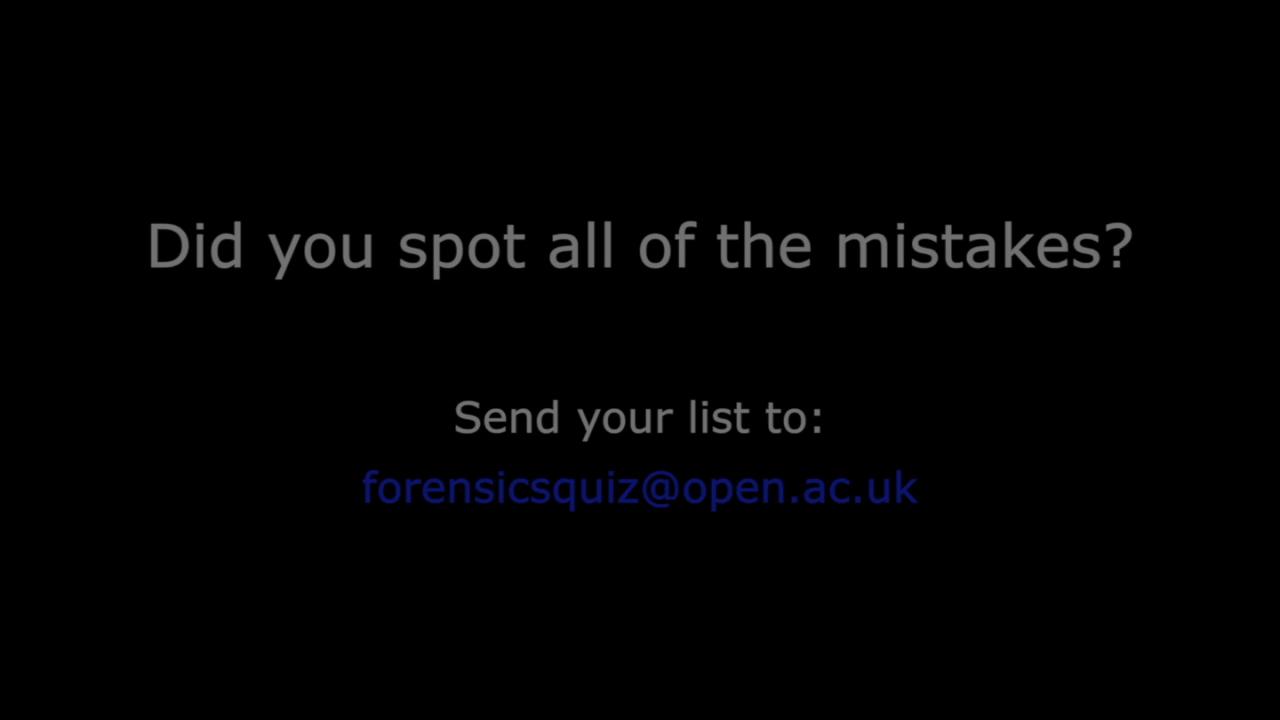 Did you spot all of the mistakes?
Send your list to:
forensicsquiz@open.ac.uk